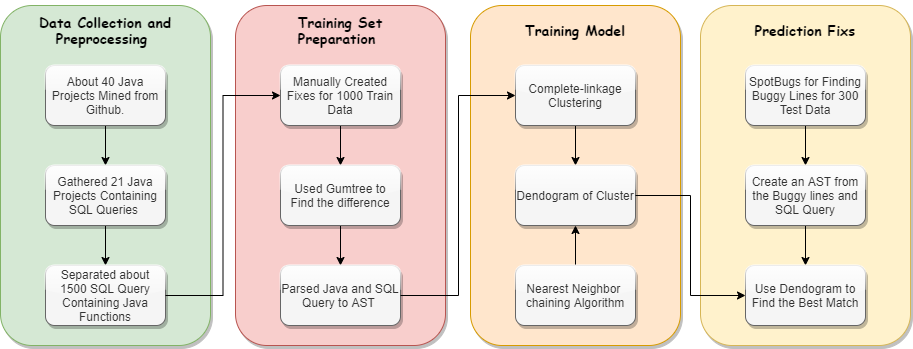 Data Collection and
Preprocessing
About 40 Java
Projects Mined from
Github.
Gathered 21 Java
Projects Containing
SQL Queries
Separated about
1500 SQL Query
Containing Java
Functions
Training Set
Preparation
Manually Created
Fixes for 1000 Train
Data
Used Gumtree to
Find the difference
Parsed Java and SQL
Query to AST
Training Model
Complete-linkage
Clustering
Dendogram of Cluster
Nearest Neighbor
chaining Algorithm
Prediction Fixs
SpotBugs for Finding
Buggy Lines for 300
Test Data
Create an AST from
the Buggy lines and
SQL Query
Use Dendogram to
Find the Best Match